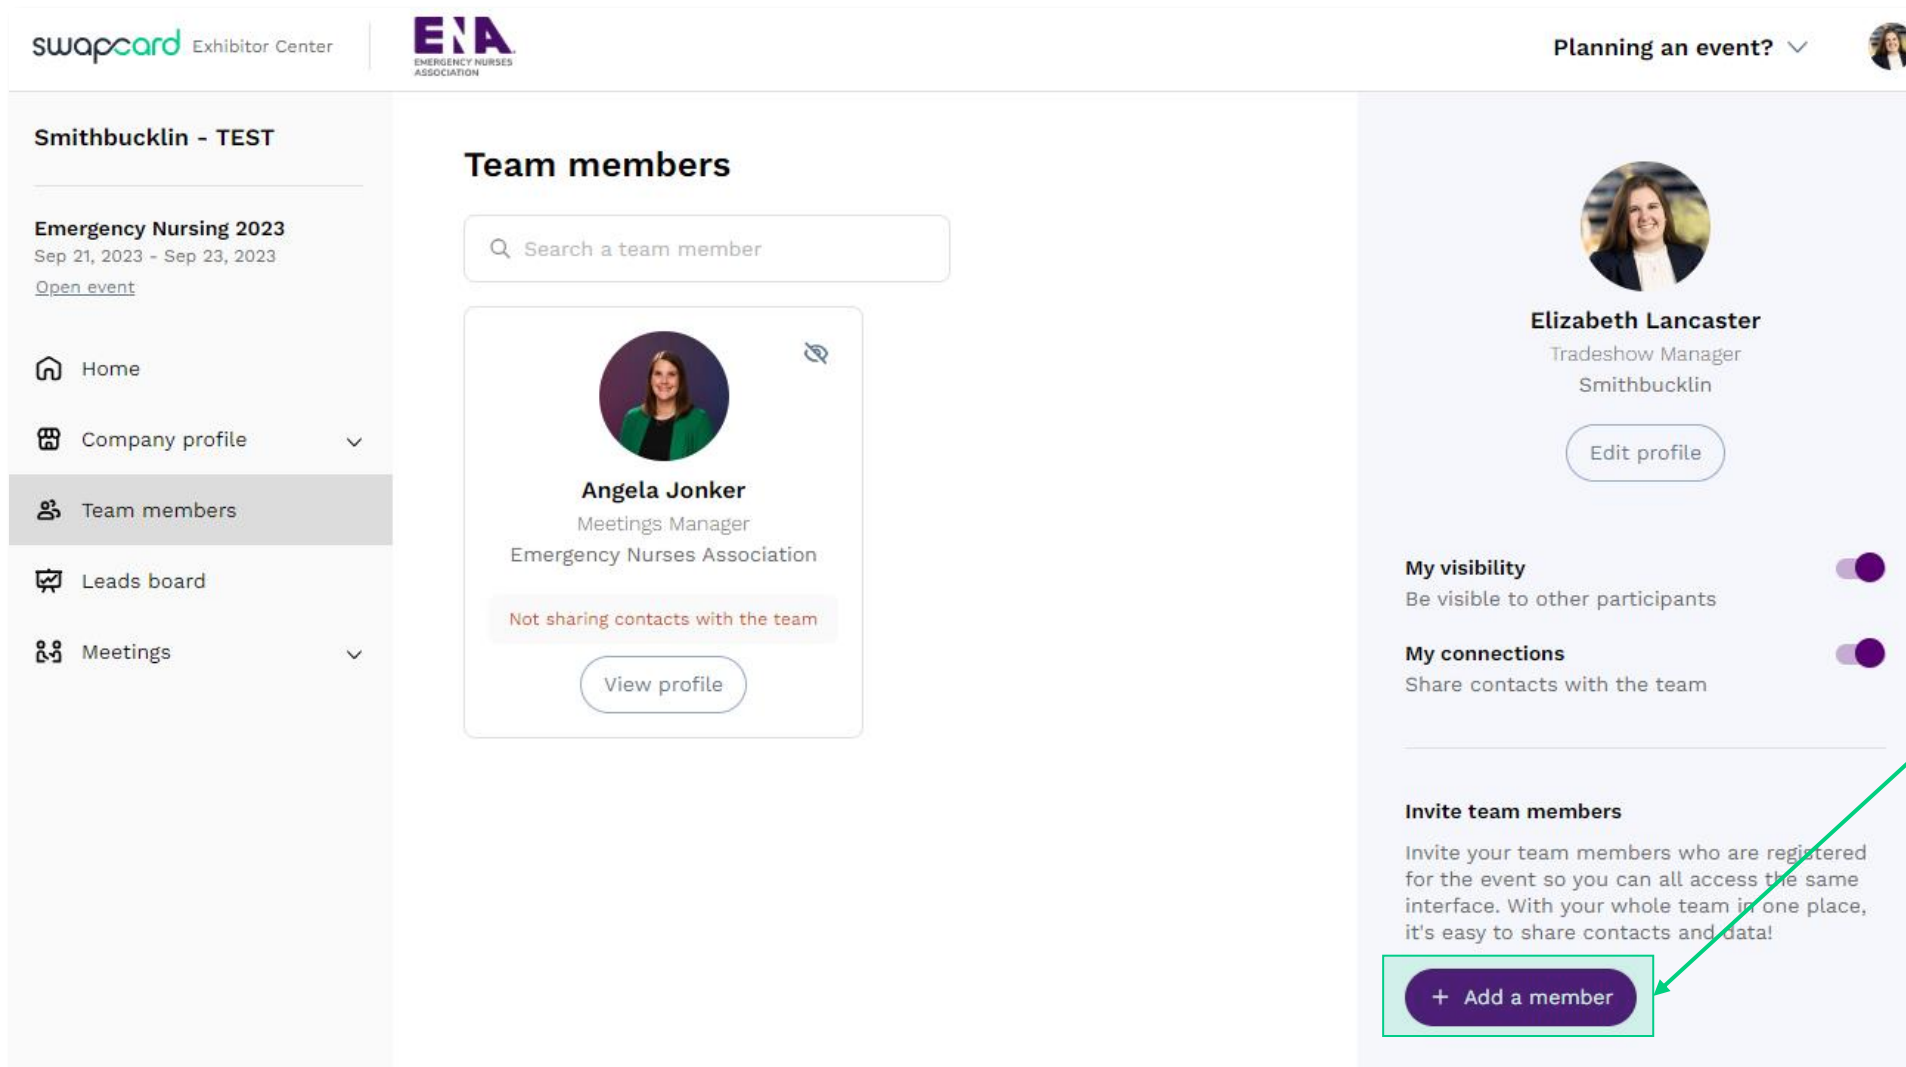 swapcard Exhibitor Center
ENA
EMERGENCY NURSES
ASSOCIATION
Planning an event?
Smithbucklin - TEST
Emergency Nursing 2023
Sep 21, 2023 - Sep 23, 2023
Open event
Home
Company profile
Team members
Leads board
Meetings
Team members
Search a team member
Angela Jonker
Meetings Manager
Emergency Nurses Association
Not sharing contacts with the team
View profile
Elizabeth Lancaster
Tradeshow Manager
Smithbucklin
Edit profile
My visibility
Be visible to other participants
My connections
Share contacts with the team
Invite team members
Invite your team members who are registered
for the event so you can all access the same
interface. With your whole team in one place,
it's easy to share contacts and data!
+ Add a member